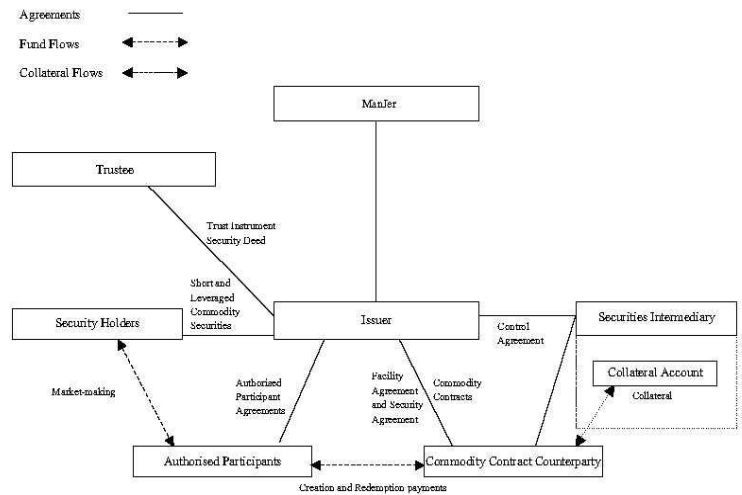 Agreements
Fund Flows
Collateral Flows
ManJer
Trustee
Trust Instrument
Security Deed
Short and
Leveraged
Commodity
Securities
Security Holders
Issuer
Securities Intermediary
Control
Agreement
Collateral Account
Collateral
Market-making
Authorised
Participant
Agreements
Facility
Agreement
and Security
Agreement
Commodity
Contracts
Authorised Participants
Commodity Contract Counterparty
Creation and Redemption payments